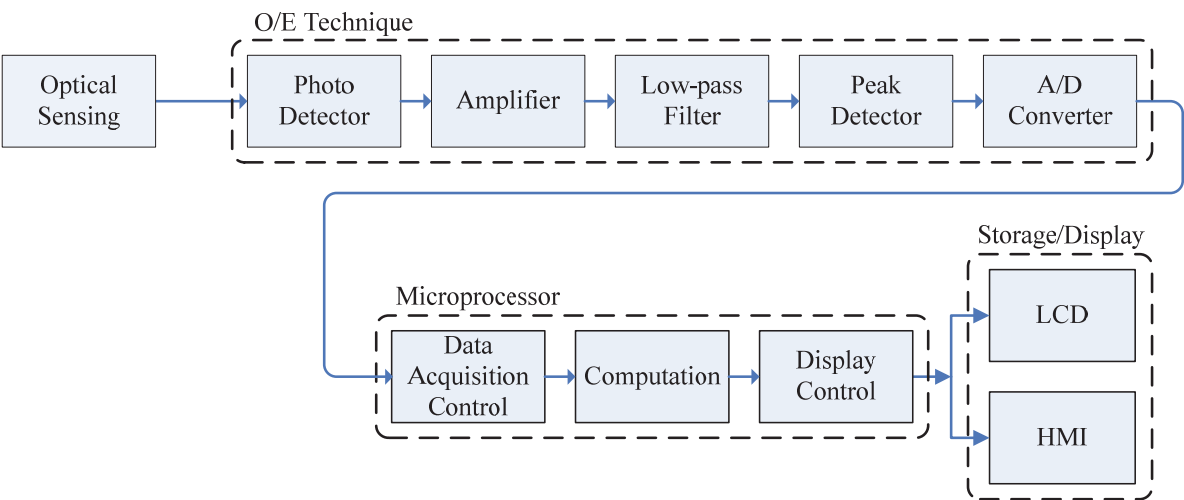 O/E Technique
Optical
Sensing
Photo
Detector
Amplifier
Low-pass
Filter
Peak
Detector
A/D
Converter
Storage/Display
Microprocessor
Data
Acquisition
Control
Computation
Display
Control
LCD
HMI